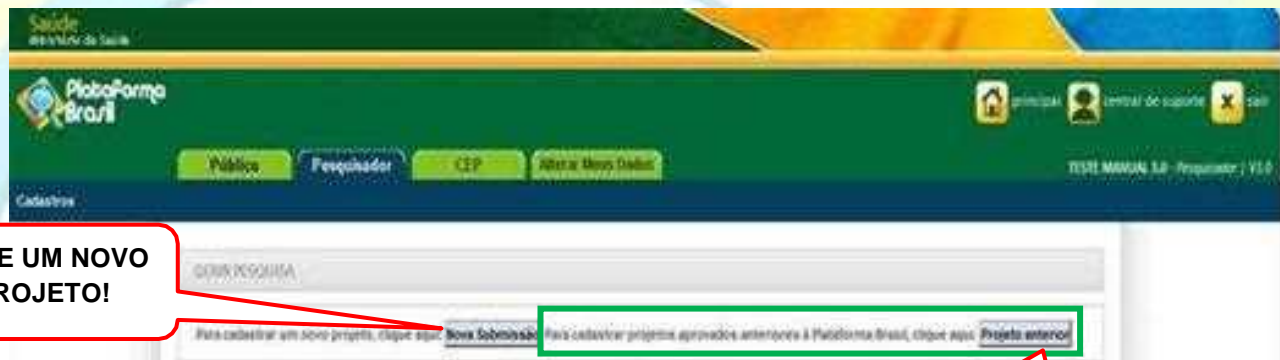 Saúde
Ministério da Saúde
Plataforma
Brasil
principal central de suporte sair
Público Pesquisador CEP Alterar Meus Dados
TESTE MANUAL 3.0 - Pesquisador | V3.0
Cadastros
E UM NOVO
ROJETO!
PESQUISA
Para cadastrar um novo projeto, clique aqui: Nova Submissão Para cadastrar projetos aprovados anteriores à Plataforma Brasil, clique aqui: Projeto anterior